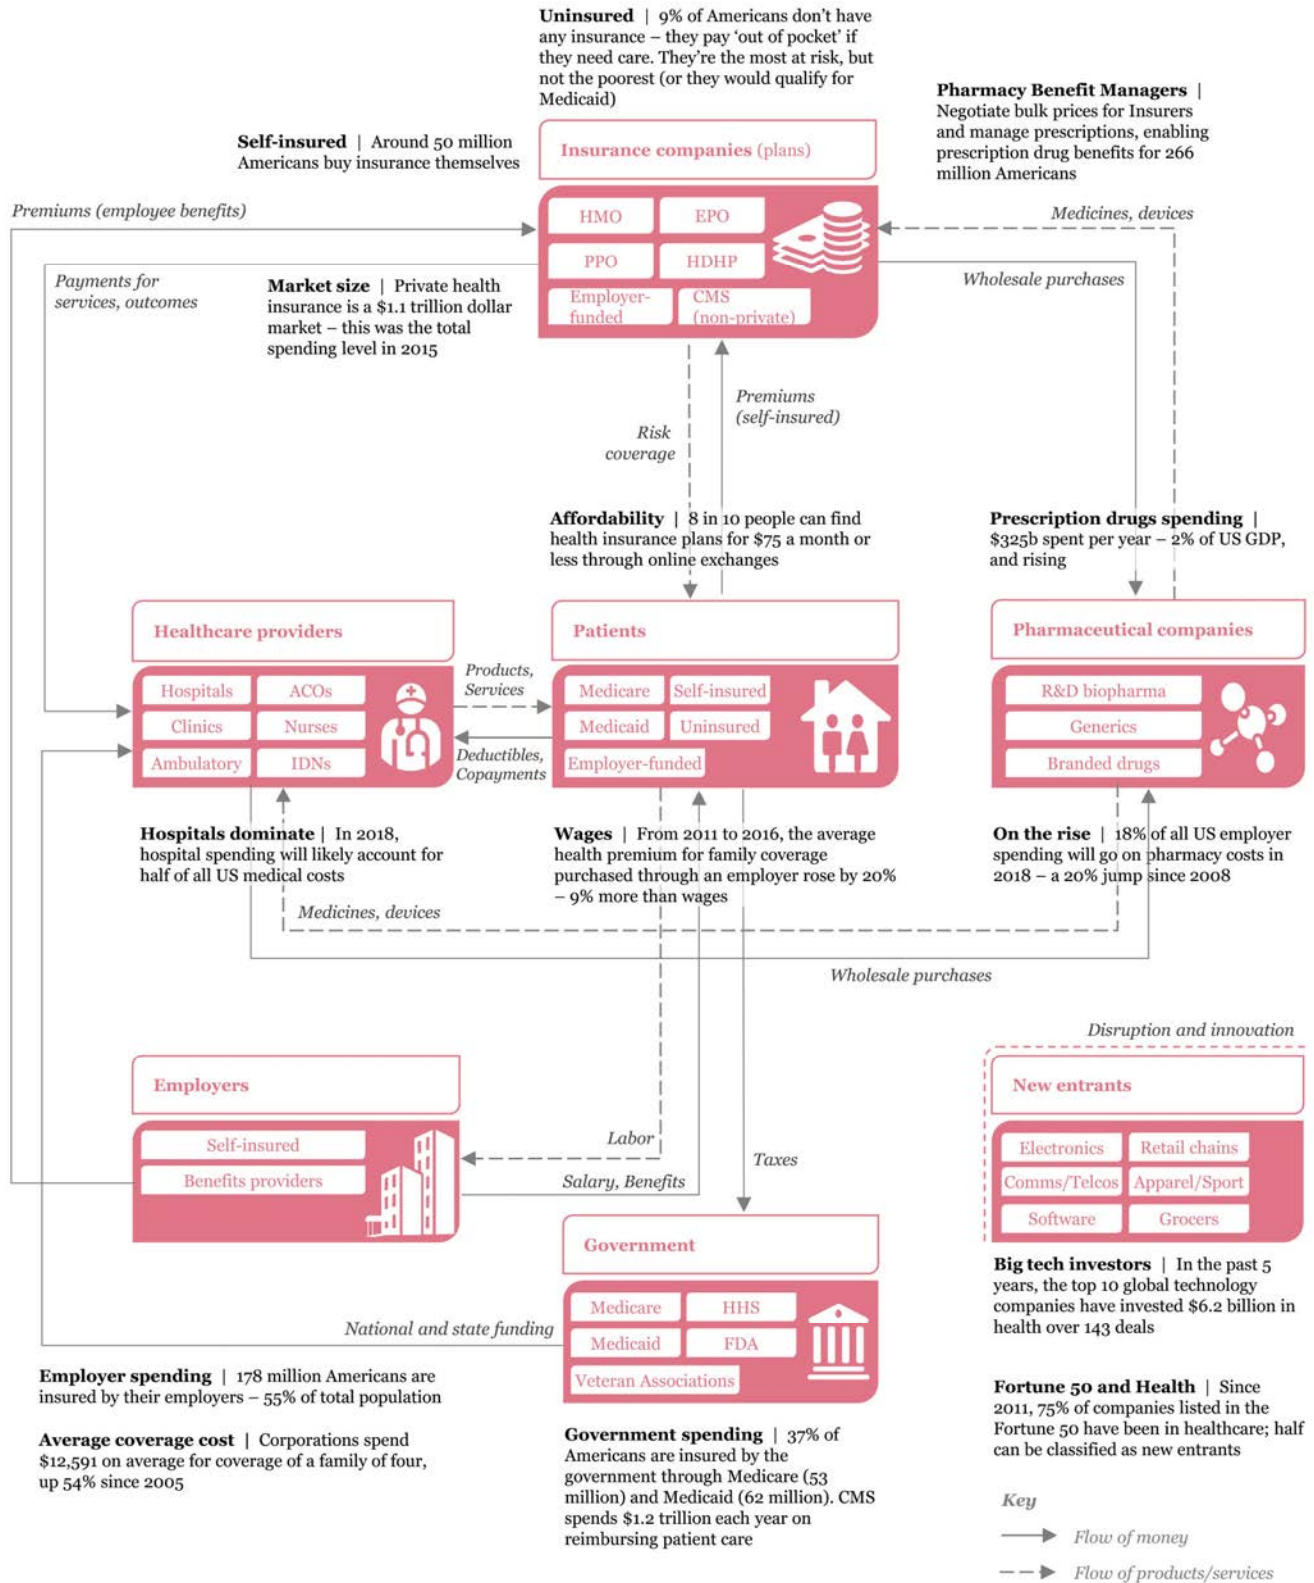 Uninsured | 9% of Americans don't have
any insurance – they pay 'out of pocket' if
they need care. They're the most at risk, but
not the poorest (or they would qualify for
Medicaid)
Pharmacy Benefit Managers |
Negotiate bulk prices for Insurers
and manage prescriptions, enabling
prescription drug benefits for 266
million Americans
Self-insured | Around 50 million
Americans buy insurance themselves
Insurance companies (plans)
Premiums (employee benefits)
HMO
EPO
PPO
HDHP
Employer-
funded
CMS
(non-private)
Medicines, devices
Wholesale purchases
Payments for
services, outcomes
Market size | Private health
insurance is a $1.1 trillion dollar
market – this was the total
spending level in 2015
Premiums
(self-insured)
Risk
coverage
Affordability | 8 in 10 people can find
health insurance plans for $75 a month or
less through online exchanges
Prescription drugs spending |
$325b spent per year – 2% of US GDP,
and rising
Healthcare providers
Hospitals
ACOs
Clinics
Nurses
Ambulatory
IDNs
Products,
Services
Deductibles,
Copayments
Patients
Medicare
Self-insured
Medicaid
Uninsured
Employer-funded
Pharmaceutical companies
R&D biopharma
Generics
Branded drugs
Hospitals dominate | In 2018,
hospital spending will likely account for
half of all US medical costs
Wages | From 2011 to 2016, the average
health premium for family coverage
purchased through an employer rose by 20%
– 9% more than wages
On the rise | 18% of all US employer
spending will go on pharmacy costs in
2018 – a 20% jump since 2008
Medicines, devices
Wholesale purchases
Disruption and innovation
Employers
Self-insured
Benefits providers
Labor
Salary, Benefits
Taxes
New entrants
Electronics
Retail chains
Comms/Telcos
Apparel/Sport
Software
Grocers
Government
Medicare
HHS
Medicaid
FDA
Veteran Associations
National and state funding
Big tech investors | In the past 5
years, the top 10 global technology
companies have invested $6.2 billion in
health over 143 deals
Employer spending | 178 million Americans are
insured by their employers – 55% of total population
Average coverage cost | Corporations spend
$12,591 on average for coverage of a family of four,
up 54% since 2005
Government spending | 37% of
Americans are insured by the
government through Medicare (53
million) and Medicaid (62 million). CMS
spends $1.2 trillion each year on
reimbursing patient care
Fortune 50 and Health | Since
2011, 75% of companies listed in the
Fortune 50 have been in healthcare; half
can be classified as new entrants
Key
Flow of money
Flow of products/services